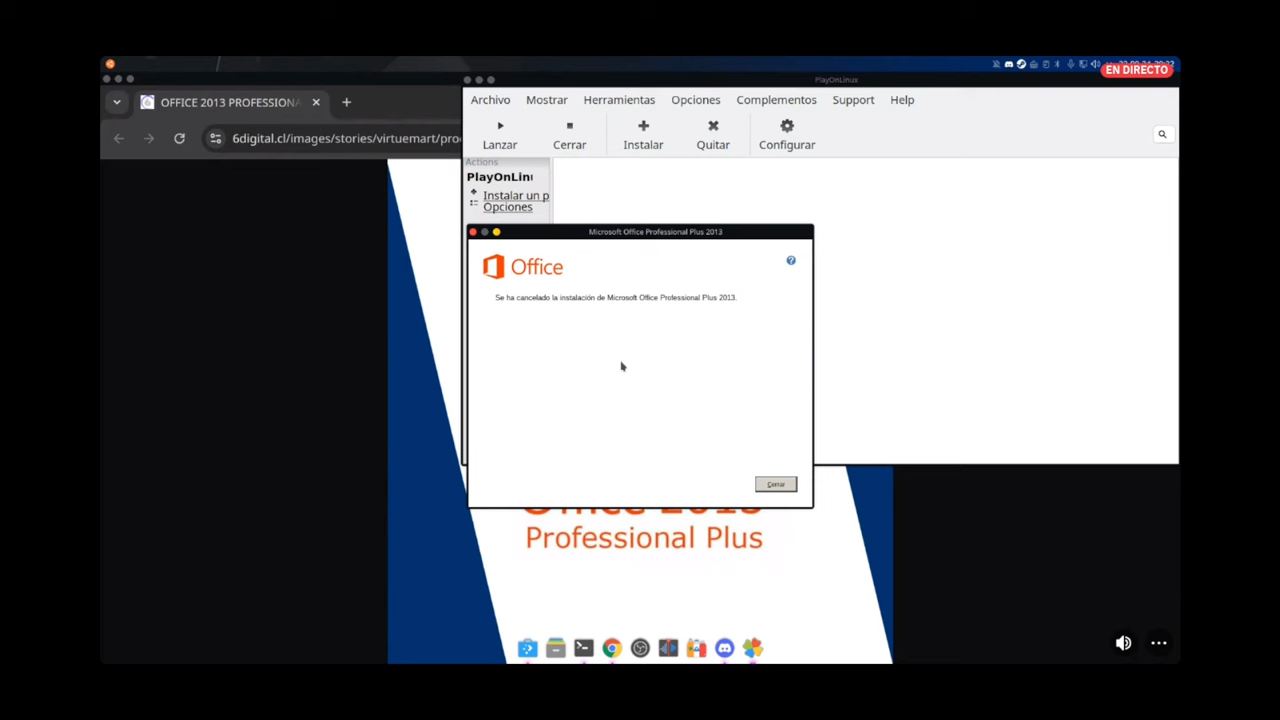 EN DIRECTO
PlayOnLinux
OFFICE 2013 PROFESSIONA
6digital.cl/images/stories/virtuemart/pro
Archivo Mostrar Herramientas Opciones Complementos Support Help
Lanzar Cerrar Instalar Quitar Configurar
Actions
PlayOnLin
Instalar un p
Opciones
Microsoft Office Professional Plus 2013
Office
Se ha cancelado la instalación de Microsoft Office Professional Plus 2013.
Cerrar
Office 2013
Professional Plus